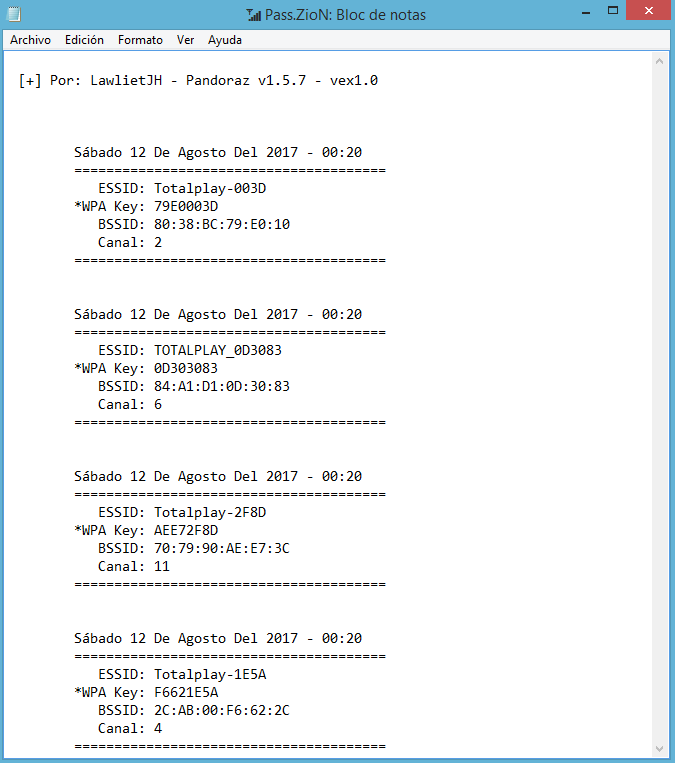 Pass.ZioN: Bloc de notas
Archivo Edición Formato Ver Ayuda
[+] Por: LawlietJH - Pandoraz v1.5.7 - vex1.0
Sábado 12 De Agosto Del 2017 - 00:20
=======================================
ESSID: Totalplay-003D
*WPA Key: 79E0003D
BSSID: 80:38:BC:79:E0:10
Canal: 2
=======================================
Sábado 12 De Agosto Del 2017 - 00:20
=======================================
ESSID: TOTALPLAY_0D3083
*WPA Key: 0D303083
BSSID: 84:A1:D1:0D:30:83
Canal: 6
=======================================
Sábado 12 De Agosto Del 2017 - 00:20
=======================================
ESSID: Totalplay-2F8D
*WPA Key: AEE72F8D
BSSID: 70:79:90:AE:E7:3C
Canal: 11
=======================================
Sábado 12 De Agosto Del 2017 - 00:20
=======================================
ESSID: Totalplay-1E5A
*WPA Key: F6621E5A
BSSID: 2C:AB:00:F6:62:2C
Canal: 4
=======================================